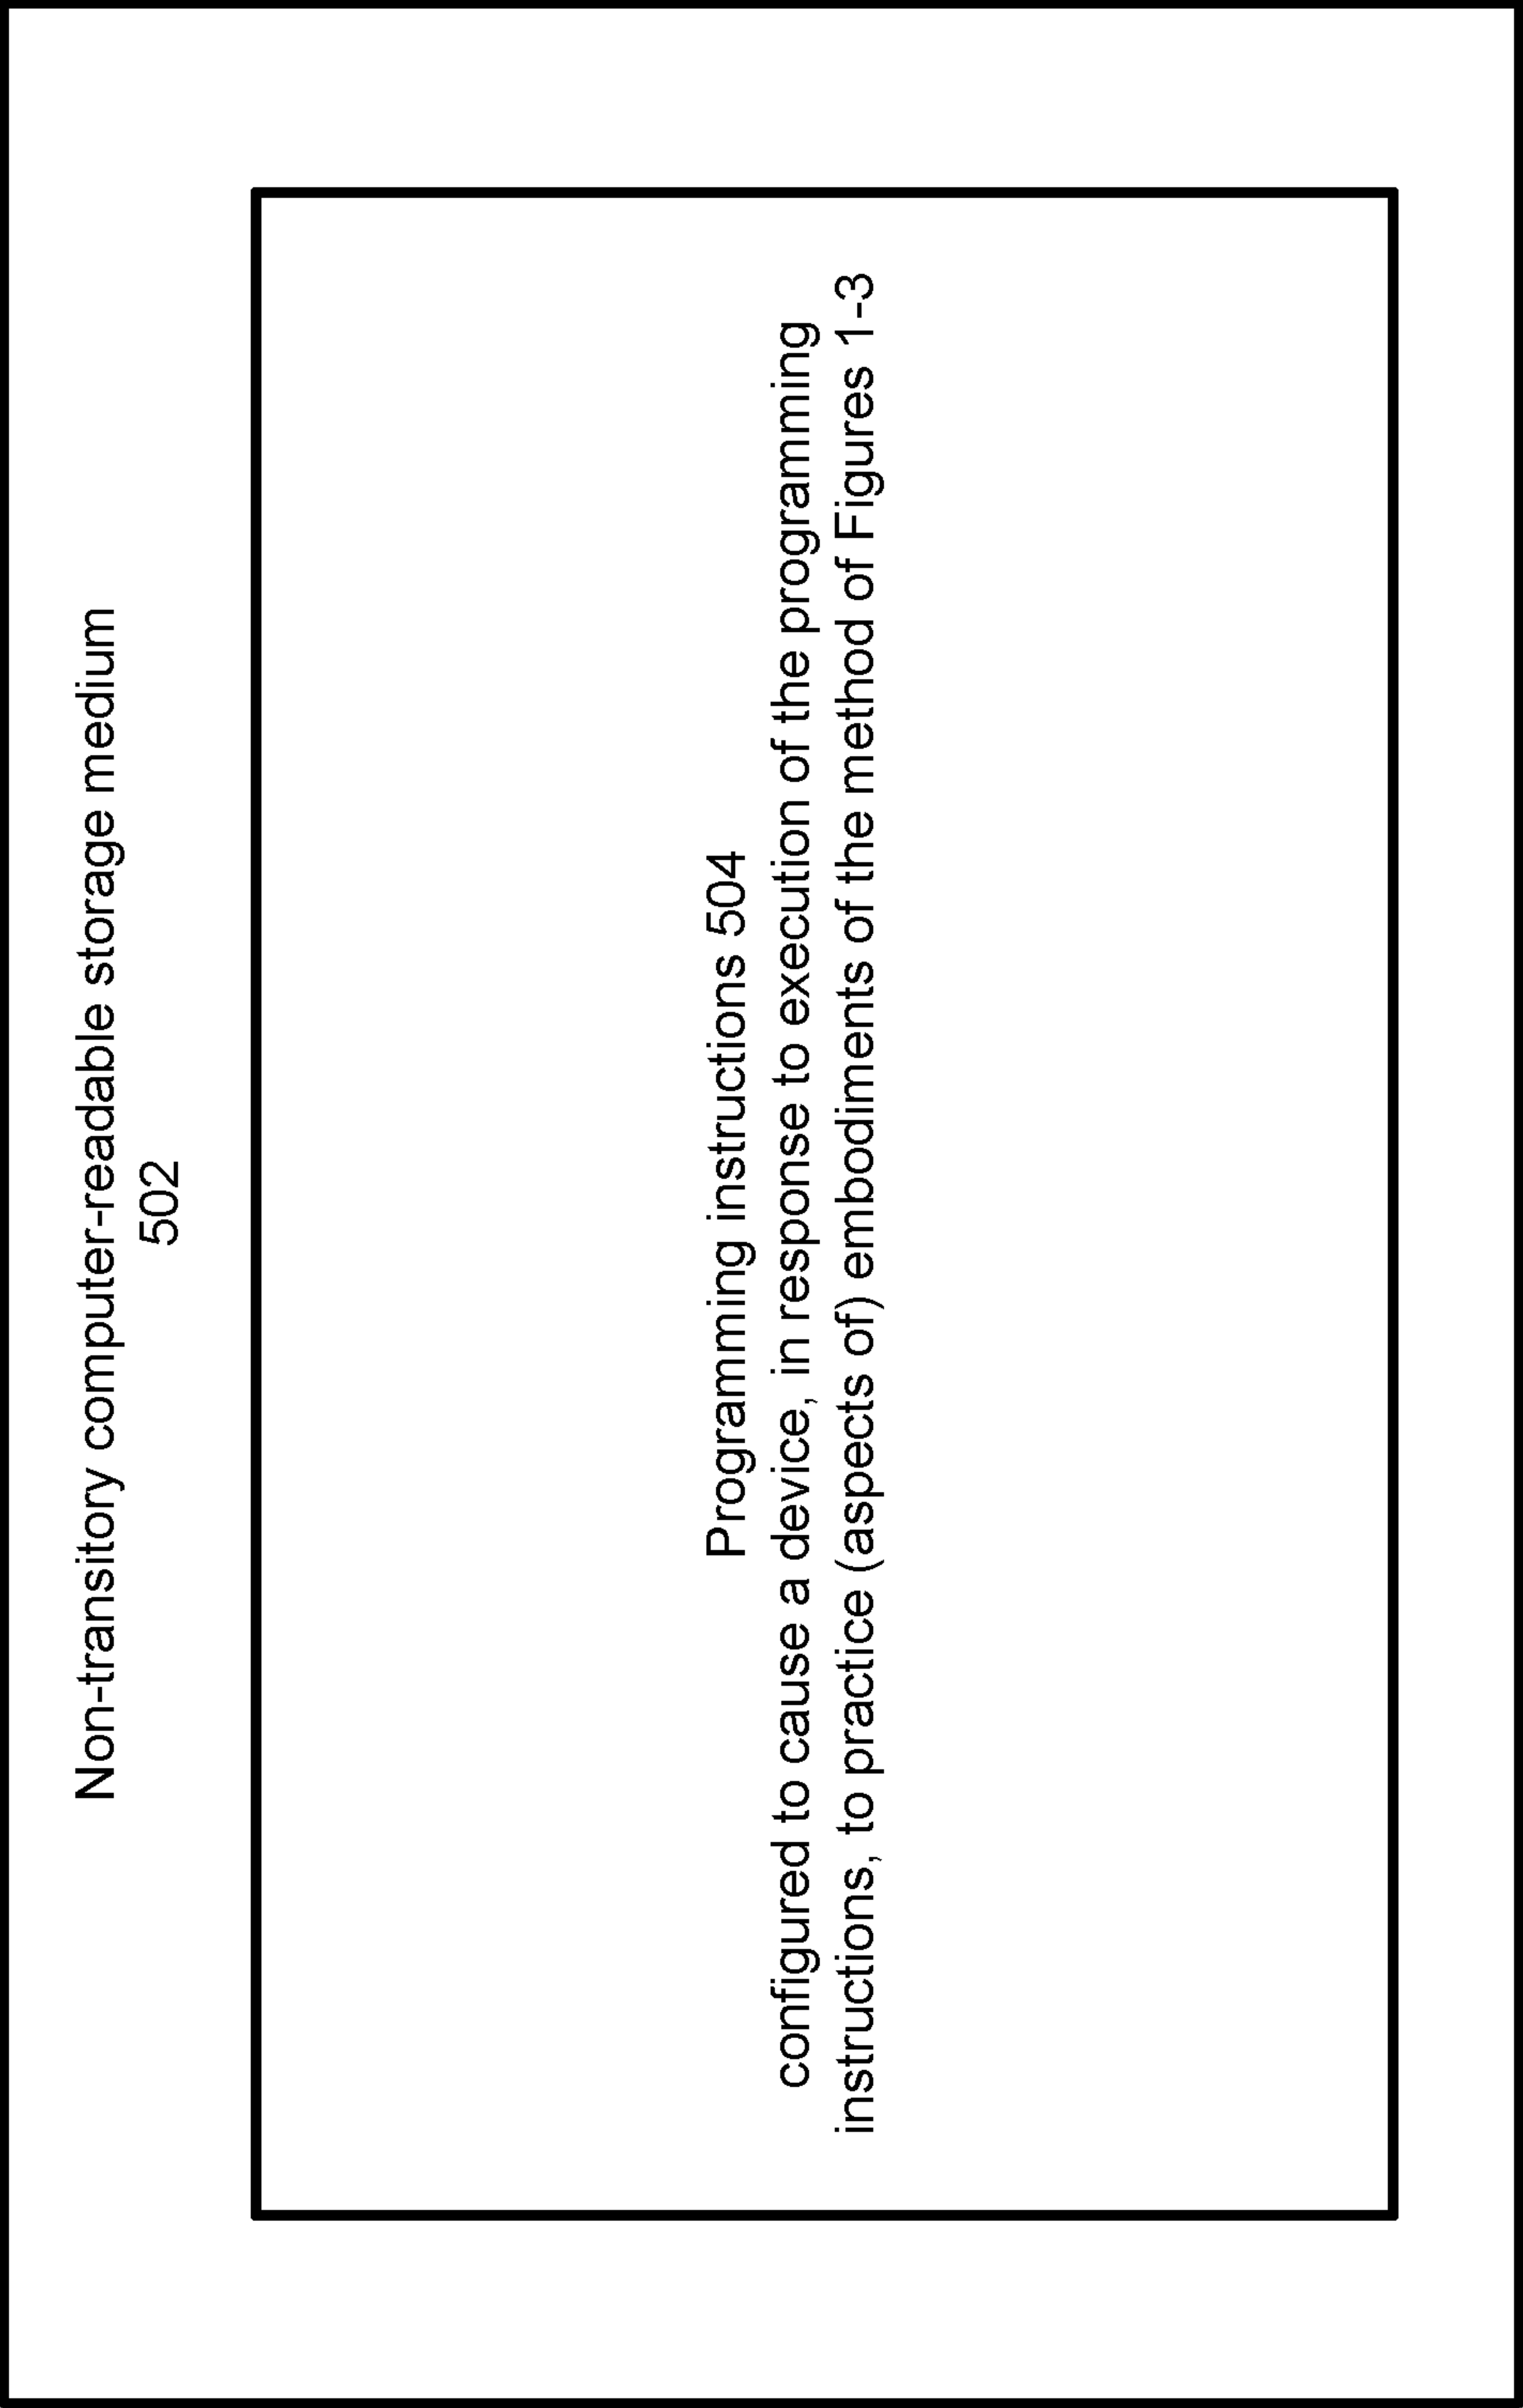 Non-transitory computer-readable storage medium
502
Programming instructions 504
configured to cause a device, in response to execution of the programming
instructions, to practice (aspects of) embodiments of the method of Figures 1-3